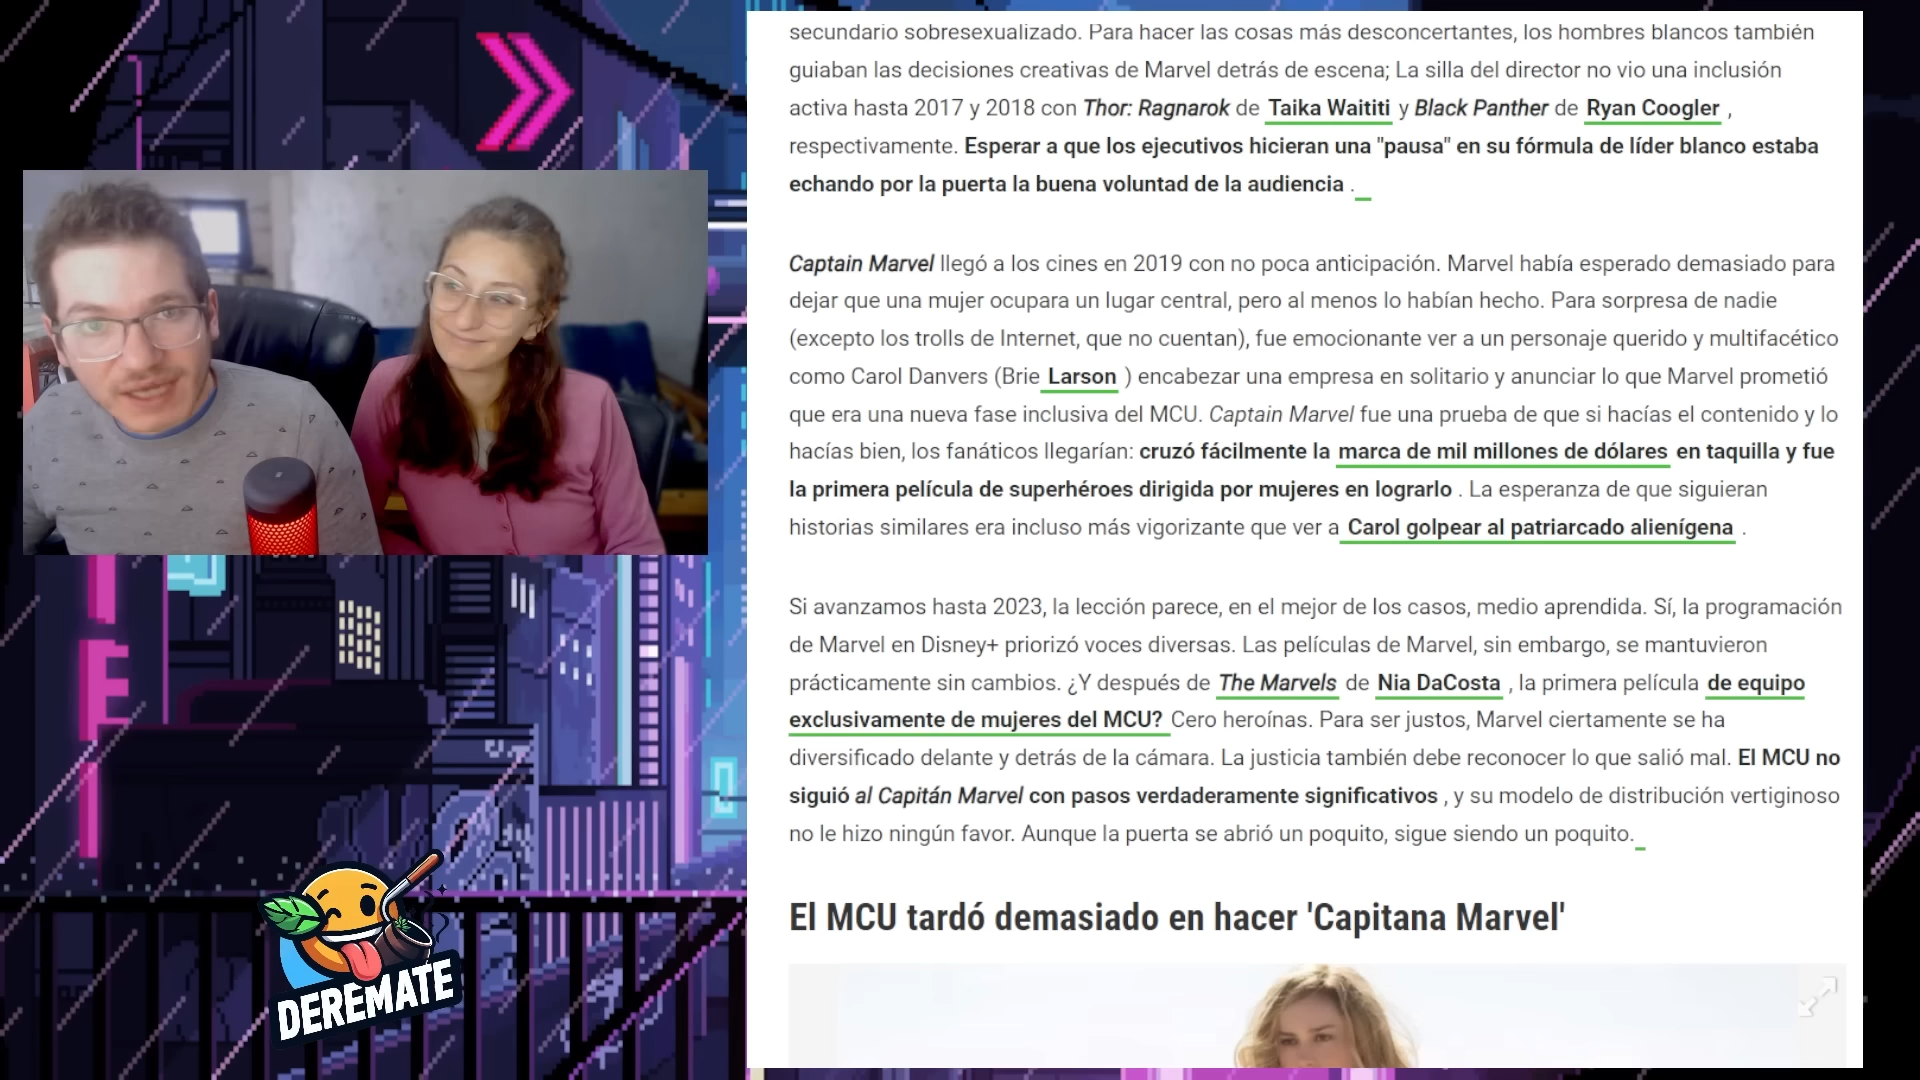 secundario sobresexualizado. Para hacer las cosas más desconcertantes, los hombres blancos también
guiaban las decisiones creativas de Marvel detrás de escena; La silla del director no vio una inclusión
activa hasta 2017 y 2018 con Thor: Ragnarok de Taika Waititi y Black Panther de Ryan Coogler ,
respectivamente. Esperar a que los ejecutivos hicieran una "pausa" en su fórmula de líder blanco estaba
echando por la puerta la buena voluntad de la audiencia .
Captain Marvel llegó a los cines en 2019 con no poca anticipación. Marvel había esperado demasiado para
dejar que una mujer ocupara un lugar central, pero al menos lo habían hecho. Para sorpresa de nadie
(excepto los trolls de Internet, que no cuentan), fue emocionante ver a un personaje querido y multifacético
como Carol Danvers (Brie Larson ) encabezar una empresa en solitario y anunciar lo que Marvel prometió
que era una nueva fase inclusiva del MCU. Captain Marvel fue una prueba de que si hacías el contenido y lo
hacías bien, los fanáticos llegarían: cruzó fácilmente la marca de mil millones de dólares en taquilla y fue
la primera película de superhéroes dirigida por mujeres en lograrlo . La esperanza de que siguieran
historias similares era incluso más vigorizante que ver a Carol golpear al patriarcado alienígena .
Si avanzamos hasta 2023, la lección parece, en el mejor de los casos, medio aprendida. Sí, la programación
de Marvel en Disney+ priorizó voces diversas. Las películas de Marvel, sin embargo, se mantuvieron
prácticamente sin cambios. ¿Y después de The Marvels de Nia DaCosta , la primera película de equipo
exclusivamente de mujeres del MCU? Cero heroínas. Para ser justos, Marvel ciertamente se ha
diversificado delante y detrás de la cámara. La justicia también debe reconocer lo que salió mal. El MCU no
siguió al Capitán Marvel con pasos verdaderamente significativos , y su modelo de distribución vertiginoso
no le hizo ningún favor. Aunque la puerta se abrió un poquito, sigue siendo un poquito.
El MCU tardó demasiado en hacer 'Capitana Marvel'
DEREMATE